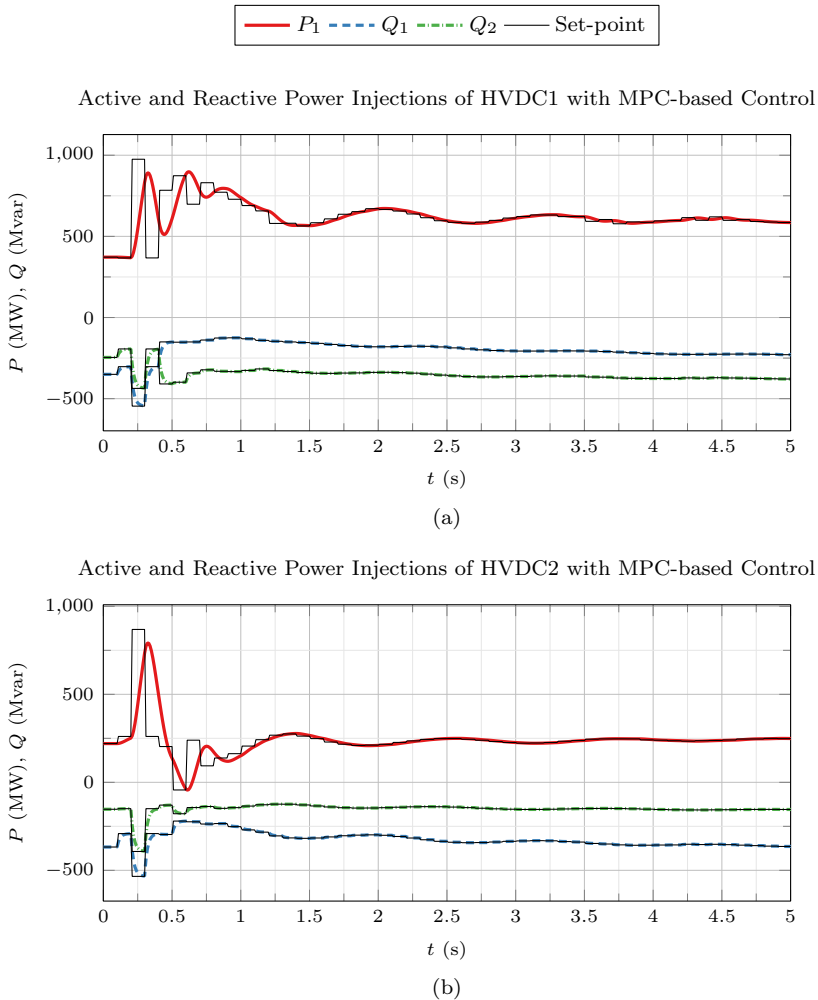 P₁ Q₁ Q₂ Set-point
Active and Reactive Power Injections of HVDC1 with MPC-based Control
1,000
500
0
−500
P (MW), Q (Mvar)
0 0.5 1 1.5 2 2.5 3 3.5 4 4.5 5
t (s)
(a)
Active and Reactive Power Injections of HVDC2 with MPC-based Control
1,000
500
0
−500
P (MW), Q (Mvar)
0 0.5 1 1.5 2 2.5 3 3.5 4 4.5 5
t (s)
(b)